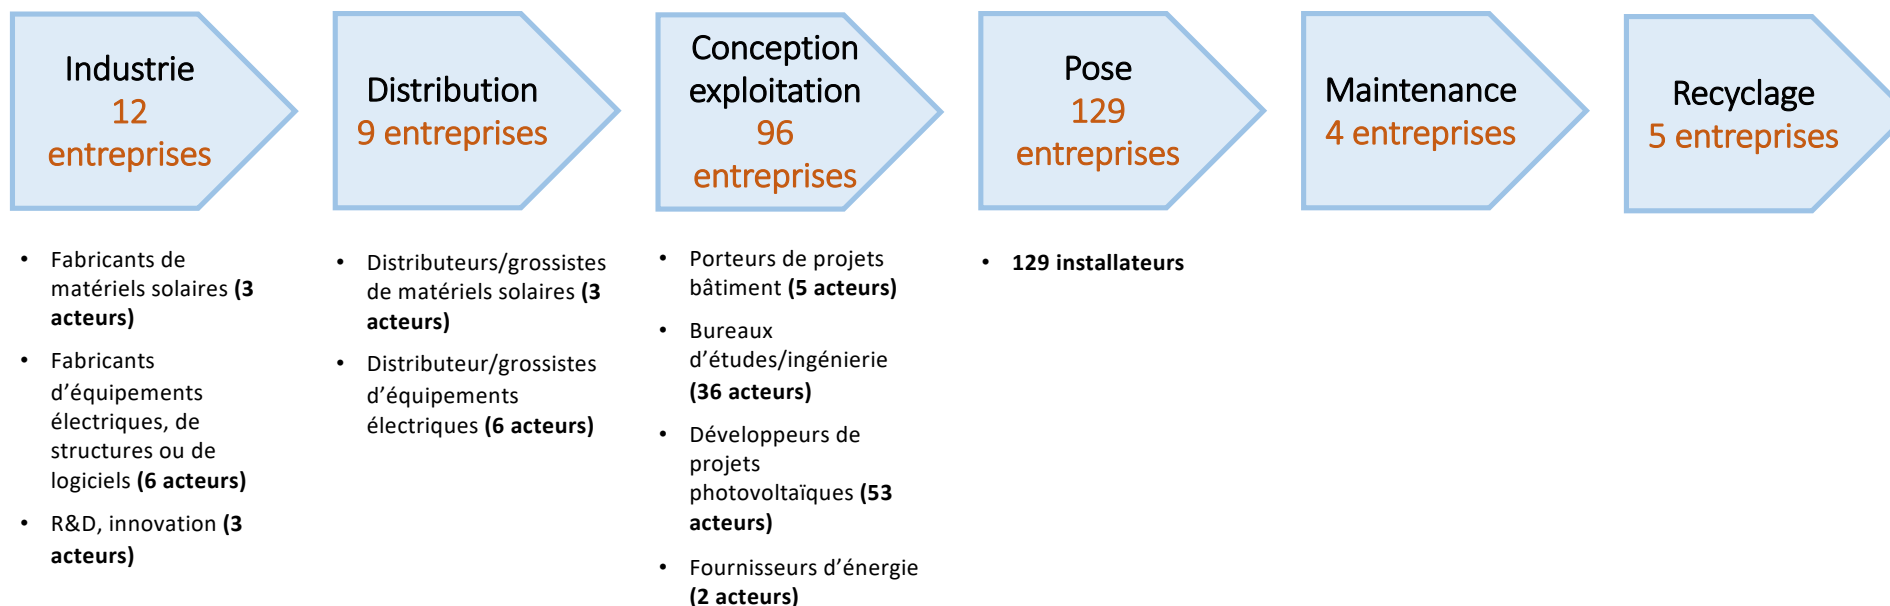 Industrie
12
entreprises
Distribution
9 entreprises
Conception
exploitation
96
entreprises
Pose
129
entreprises
Maintenance
4 entreprises
Recyclage
5 entreprises
• Fabricants de
matériels solaires (3
acteurs)
• Fabricants
d’équipements
électriques, de
structures ou de
logiciels (6 acteurs)
• R&D, innovation (3
acteurs)
• Distributeurs/grossistes
de matériels solaires (3
acteurs)
• Distributeur/grossistes
d’équipements
électriques (6 acteurs)
• Porteurs de projets
bâtiment (5 acteurs)
• Bureaux
d’études/ingénierie
(36 acteurs)
• Développeurs de
projets
photovoltaïques (53
acteurs)
• Fournisseurs d’énergie
(2 acteurs)
• 129 installateurs